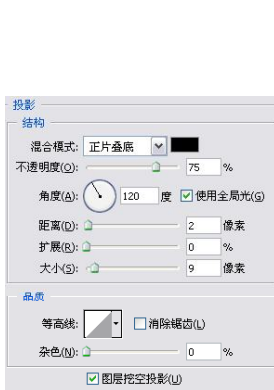 投影
结构
混合模式: 正片叠底
不透明度(O): 75 %
角度(A): 120 度 使用全局光(G)
距离(D): 2 像素
扩展(R): 0 %
大小(S): 9 像素
品质
等高线: 消除锯齿(L)
杂色(N): 0 %
图层挖空投影(U)